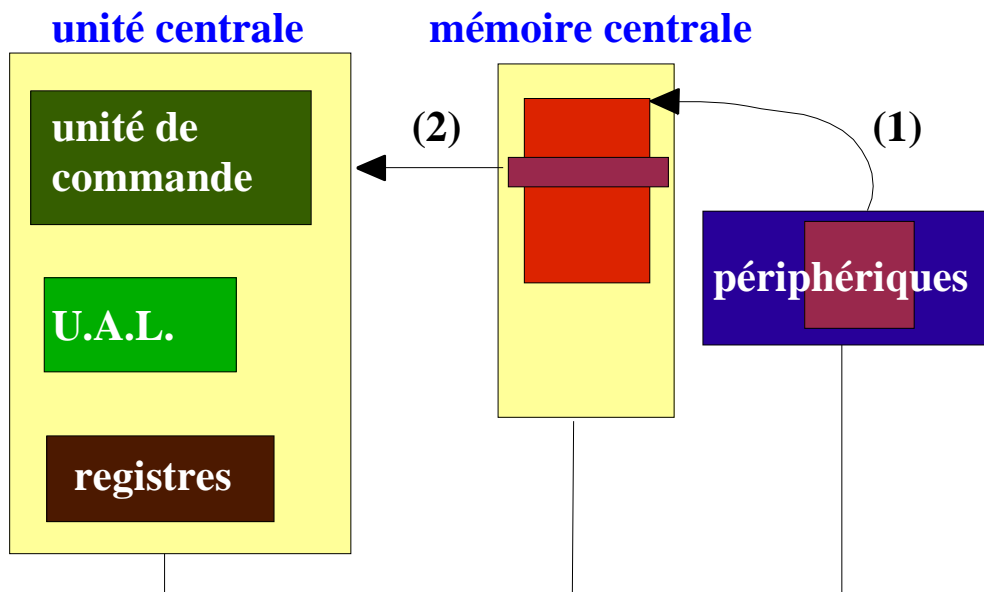 unité centrale
mémoire centrale
unité de
commande
(2)
(1)
périphériques
U.A.L.
registres